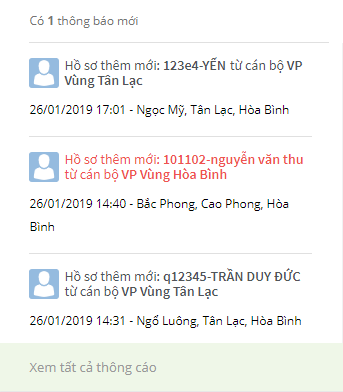 Có 1 thông báo mới
Hồ sơ thêm mới: 123e4-YẾN từ cán bộ VP
Vùng Tân Lạc
26/01/2019 17:01 - Ngọc Mỹ, Tân Lạc, Hòa Bình
Hồ sơ thêm mới: 101102-nguyễn văn thu
từ cán bộ VP Vùng Hòa Bình
26/01/2019 14:40 - Bắc Phong, Cao Phong, Hòa
Bình
Hồ sơ thêm mới: q12345-TRẦN DUY ĐỨC
từ cán bộ VP Vùng Tân Lạc
26/01/2019 14:31 - Ngổ Luông, Tân Lạc, Hòa Bình
Xem tất cả thông cáo